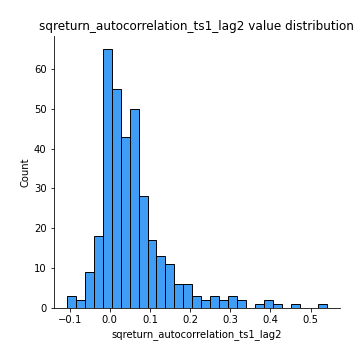 sqreturn_autocorrelation_ts1_lag2 value distribution
60
50
40
30
20
10
0
Count
−0.1 0.0 0.1 0.2 0.3 0.4 0.5
sqreturn_autocorrelation_ts1_lag2